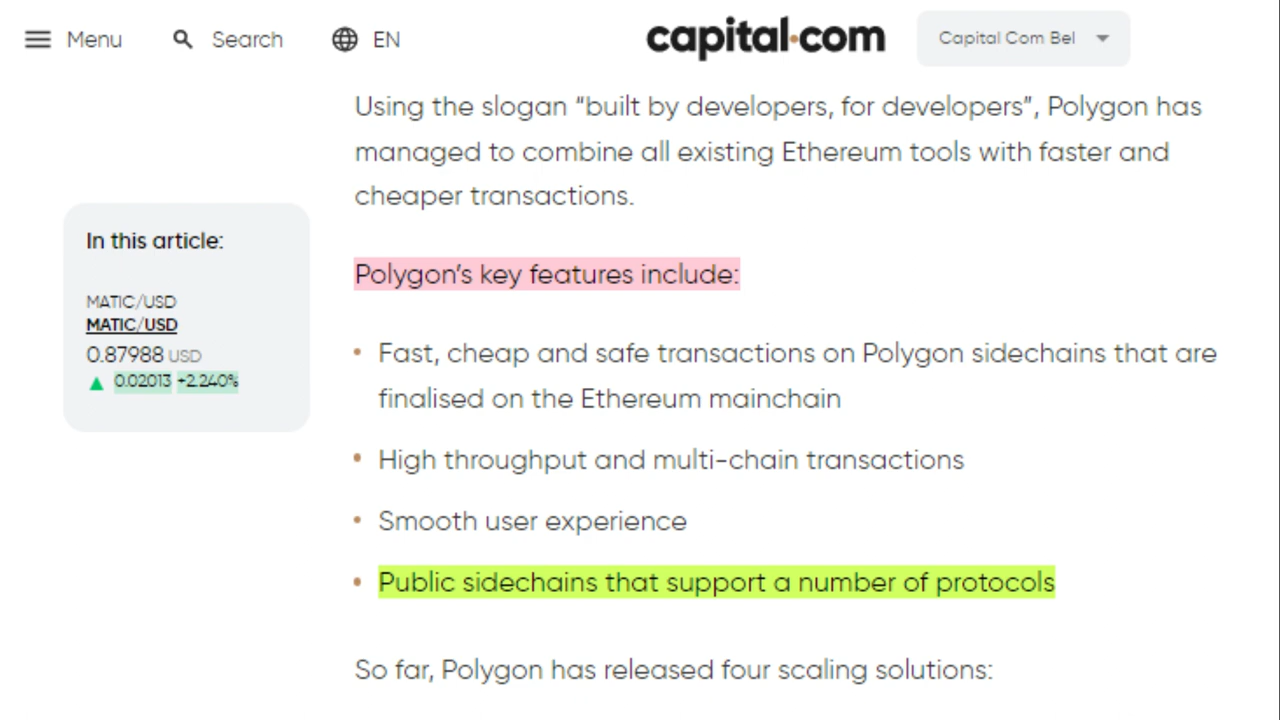 Menu Search EN capital.com Capital Com Bel
Using the slogan “built by developers, for developers”, Polygon has
managed to combine all existing Ethereum tools with faster and
cheaper transactions.
In this article:
MATIC/USD
MATIC/USD
0.87988 USD
▲ 0.02013 +2.240%
Polygon’s key features include:
• Fast, cheap and safe transactions on Polygon sidechains that are
finalised on the Ethereum mainchain
• High throughput and multi-chain transactions
• Smooth user experience
• Public sidechains that support a number of protocols
So far, Polygon has released four scaling solutions: